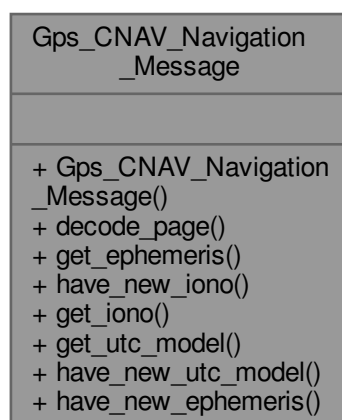 Gps_CNAV_Navigation
_Message
+ Gps_CNAV_Navigation
_Message()
+ decode_page()
+ get_ephemeris()
+ have_new_iono()
+ get_iono()
+ get_utc_model()
+ have_new_utc_model()
+ have_new_ephemeris()